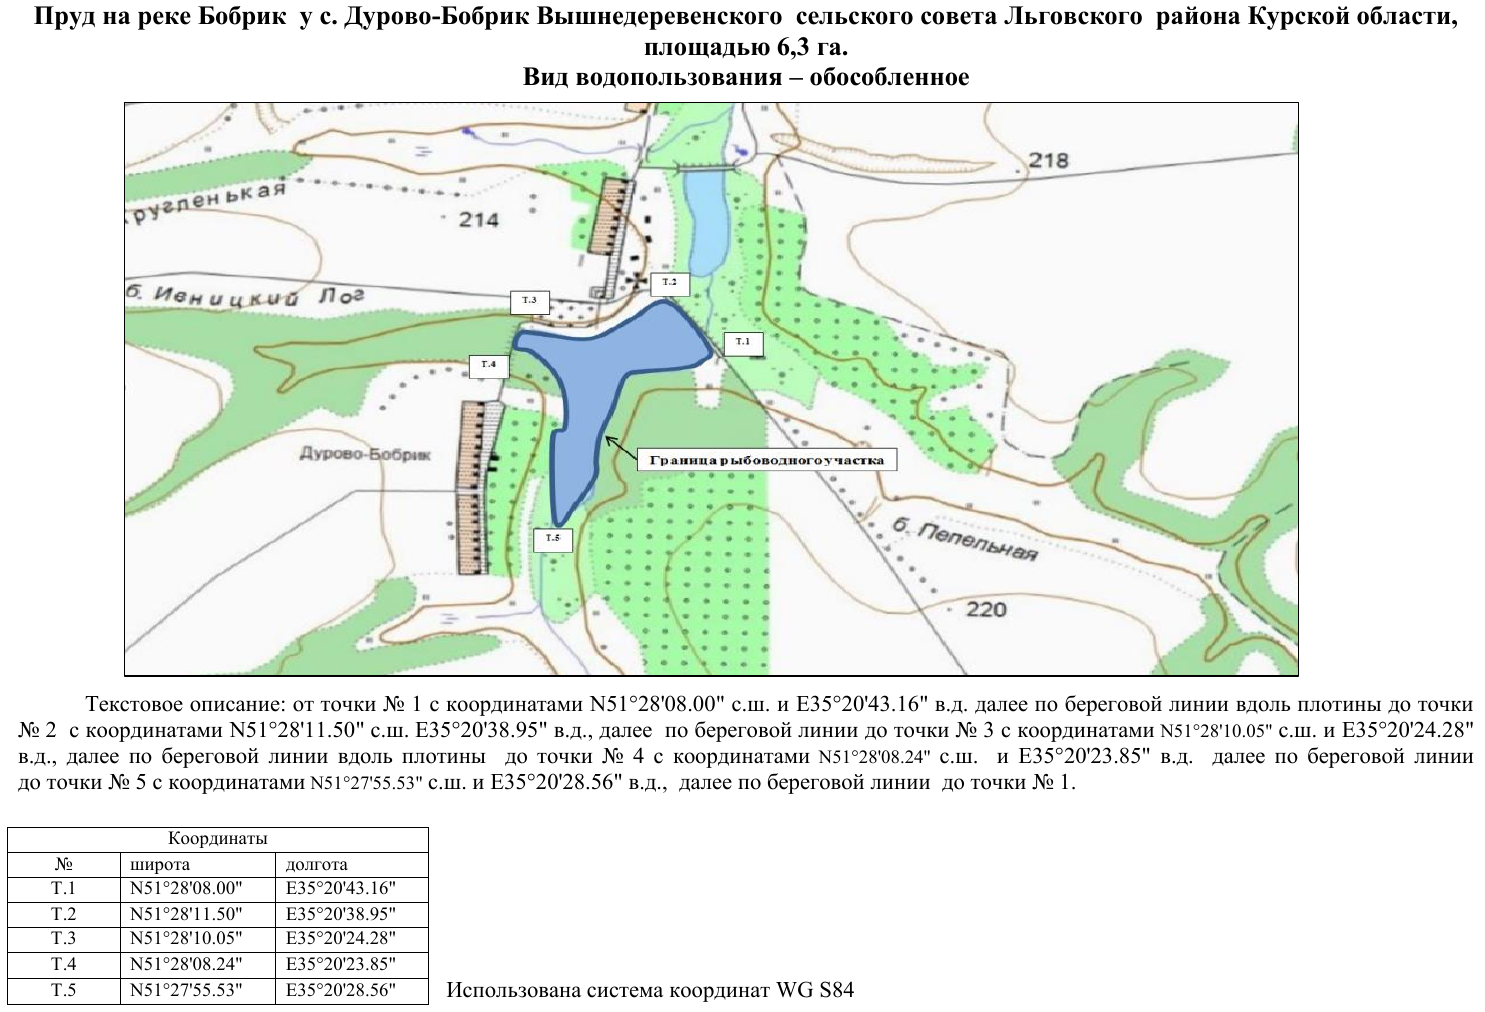 Пруд на реке Бобрик у с. Дурово-Бобрик Вышнедеревенского сельского совета Льговского района Курской области,
площадью 6,3 га.
Вид водопользования – обособленное
218
ругленькая
214
б. Ивницкий Лог
Т.2
Т.3
Т.1
Т.4
Дурово-Бобрик
Граница рыбоводного участка
Т.5
б. Пепельная
220
Текстовое описание: от точки № 1 с координатами N51°28'08.00" с.ш. и E35°20'43.16" в.д. далее по береговой линии вдоль плотины до точки
№ 2 с координатами N51°28'11.50" с.ш. E35°20'38.95" в.д., далее по береговой линии до точки № 3 с координатами N51°28'10.05" с.ш. и E35°20'24.28"
в.д., далее по береговой линии вдоль плотины до точки № 4 с координатами N51°28'08.24" с.ш. и E35°20'23.85" в.д. далее по береговой линии
до точки № 5 с координатами N51°27'55.53" с.ш. и E35°20'28.56" в.д., далее по береговой линии до точки № 1.
Координаты
№ широта долгота
Т.1 N51°28'08.00" E35°20'43.16"
Т.2 N51°28'11.50" E35°20'38.95"
Т.3 N51°28'10.05" E35°20'24.28"
Т.4 N51°28'08.24" E35°20'23.85"
Т.5 N51°27'55.53" E35°20'28.56"
Использована система координат WG S84